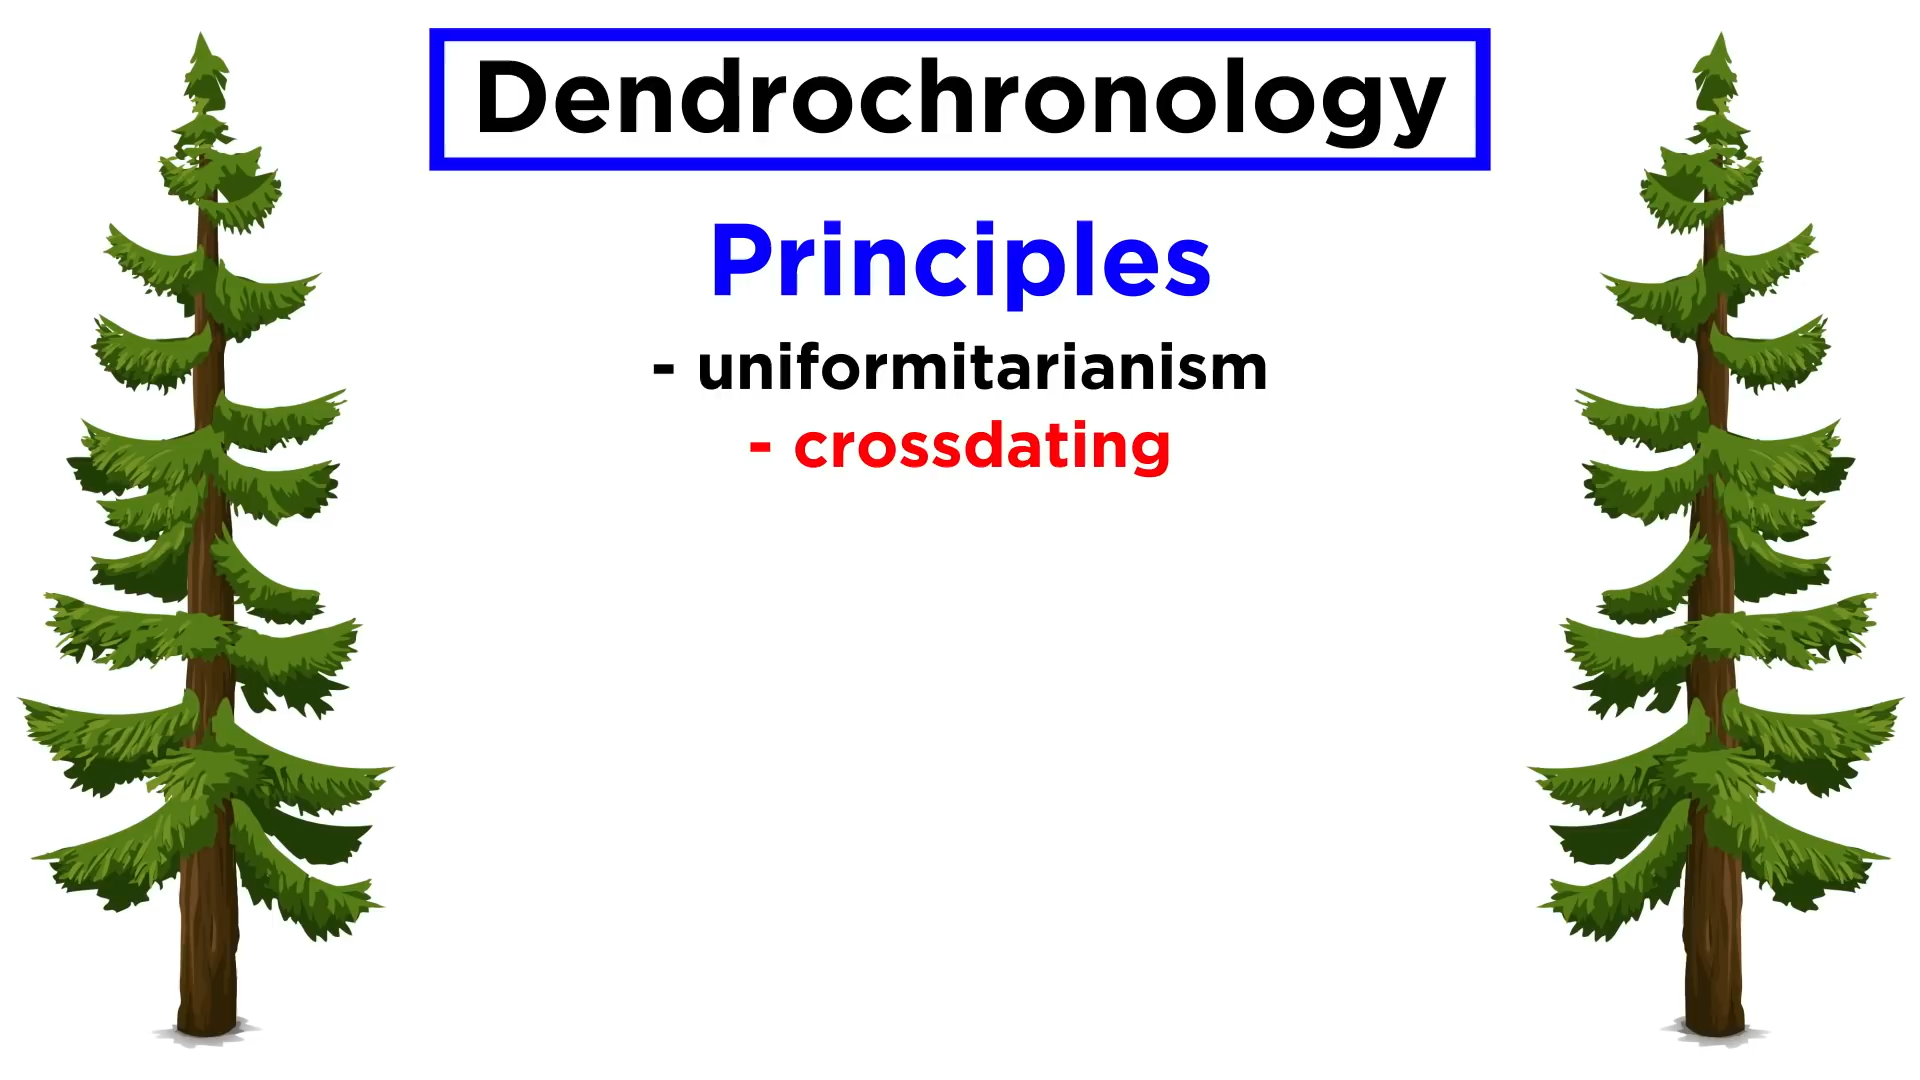 Dendrochronology
Principles
- uniformitarianism
- crossdating